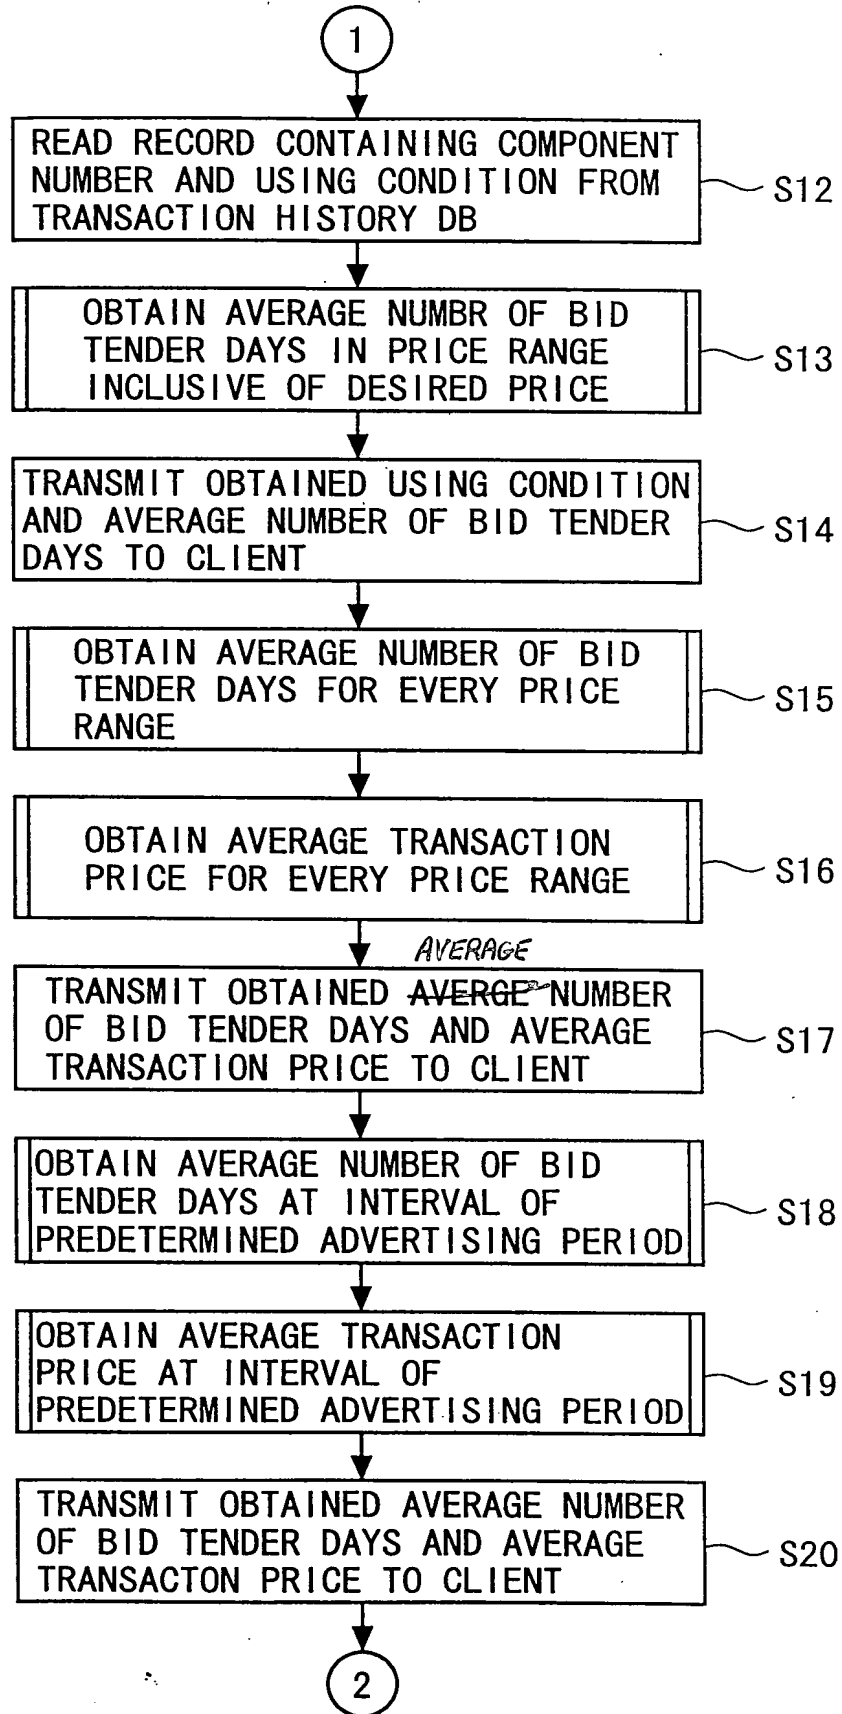 1
READ RECORD CONTAINING COMPONENT
NUMBER AND USING CONDITION FROM
TRANSACTION HISTORY DB
S12
OBTAIN AVERAGE NUMBR OF BID
TENDER DAYS IN PRICE RANGE
INCLUSIVE OF DESIRED PRICE
S13
TRANSMIT OBTAINED USING CONDITION
AND AVERAGE NUMBER OF BID TENDER
DAYS TO CLIENT
S14
OBTAIN AVERAGE NUMBER OF BID
TENDER DAYS FOR EVERY PRICE
RANGE
S15
OBTAIN AVERAGE TRANSACTION
PRICE FOR EVERY PRICE RANGE
S16
AVERAGE
TRANSMIT OBTAINED AVERGE NUMBER
OF BID TENDER DAYS AND AVERAGE
TRANSACTION PRICE TO CLIENT
S17
OBTAIN AVERAGE NUMBER OF BID
TENDER DAYS AT INTERVAL OF
PREDETERMINED ADVERTISING PERIOD
S18
OBTAIN AVERAGE TRANSACTION
PRICE AT INTERVAL OF
PREDETERMINED ADVERTISING PERIOD
S19
TRANSMIT OBTAINED AVERAGE NUMBER
OF BID TENDER DAYS AND AVERAGE
TRANSACTON PRICE TO CLIENT
S20
2